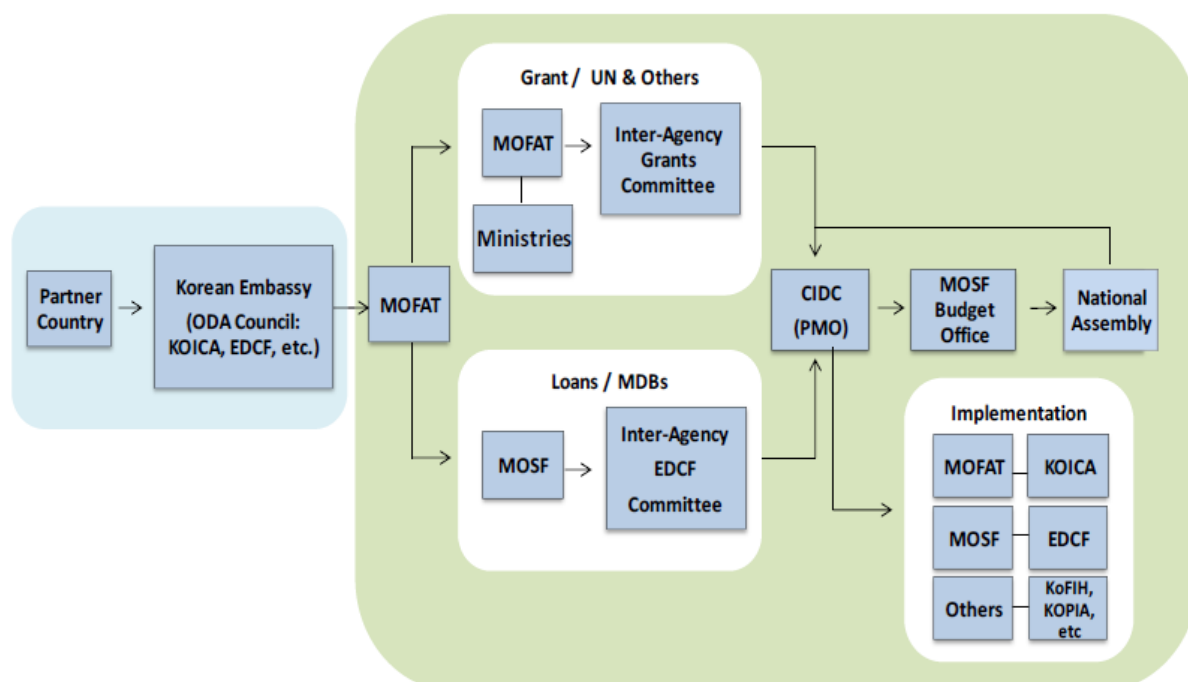 Partner
Country
Korean Embassy
(ODA Council:
KOICA, EDCF, etc.)
MOFAT
Grant / UN & Others
MOFAT
Inter-Agency
Grants
Committee
Ministries
Loans / MDBs
MOSF
Inter-Agency
EDCF
Committee
CIDC
(PMO)
MOSF
Budget
Office
National
Assembly
Implementation
MOFAT
KOICA
MOSF
EDCF
Others
KoFIH,
KOPIA,
etc